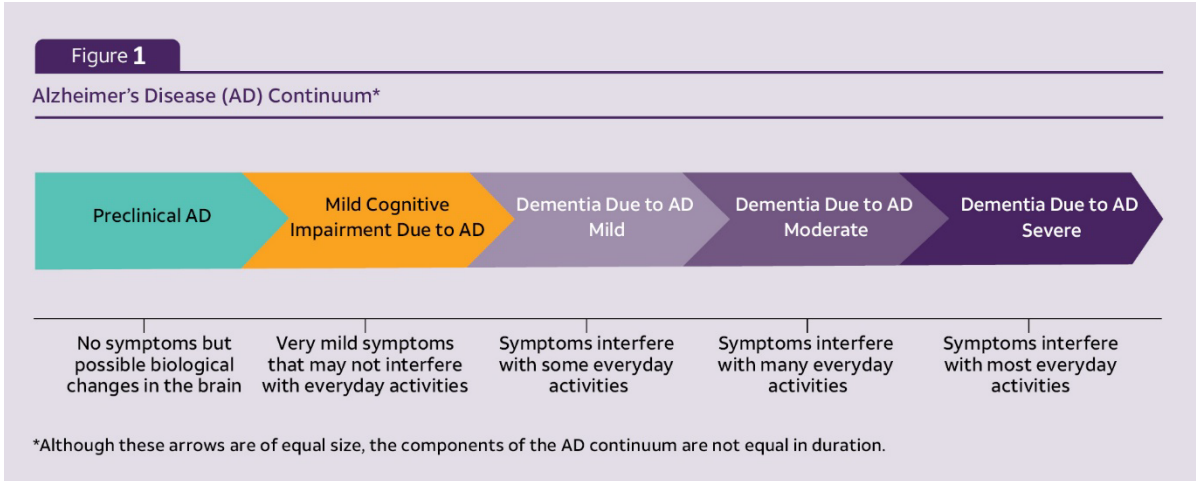 Figure 1
Alzheimer’s Disease (AD) Continuum*
Preclinical AD
Mild Cognitive
Impairment Due to AD
Dementia Due to AD
Mild
Dementia Due to AD
Moderate
Dementia Due to AD
Severe
No symptoms but
possible biological
changes in the brain
Very mild symptoms
that may not interfere
with everyday activities
Symptoms interfere
with some everyday
activities
Symptoms interfere
with many everyday
activities
Symptoms interfere
with most everyday
activities
*Although these arrows are of equal size, the components of the AD continuum are not equal in duration.